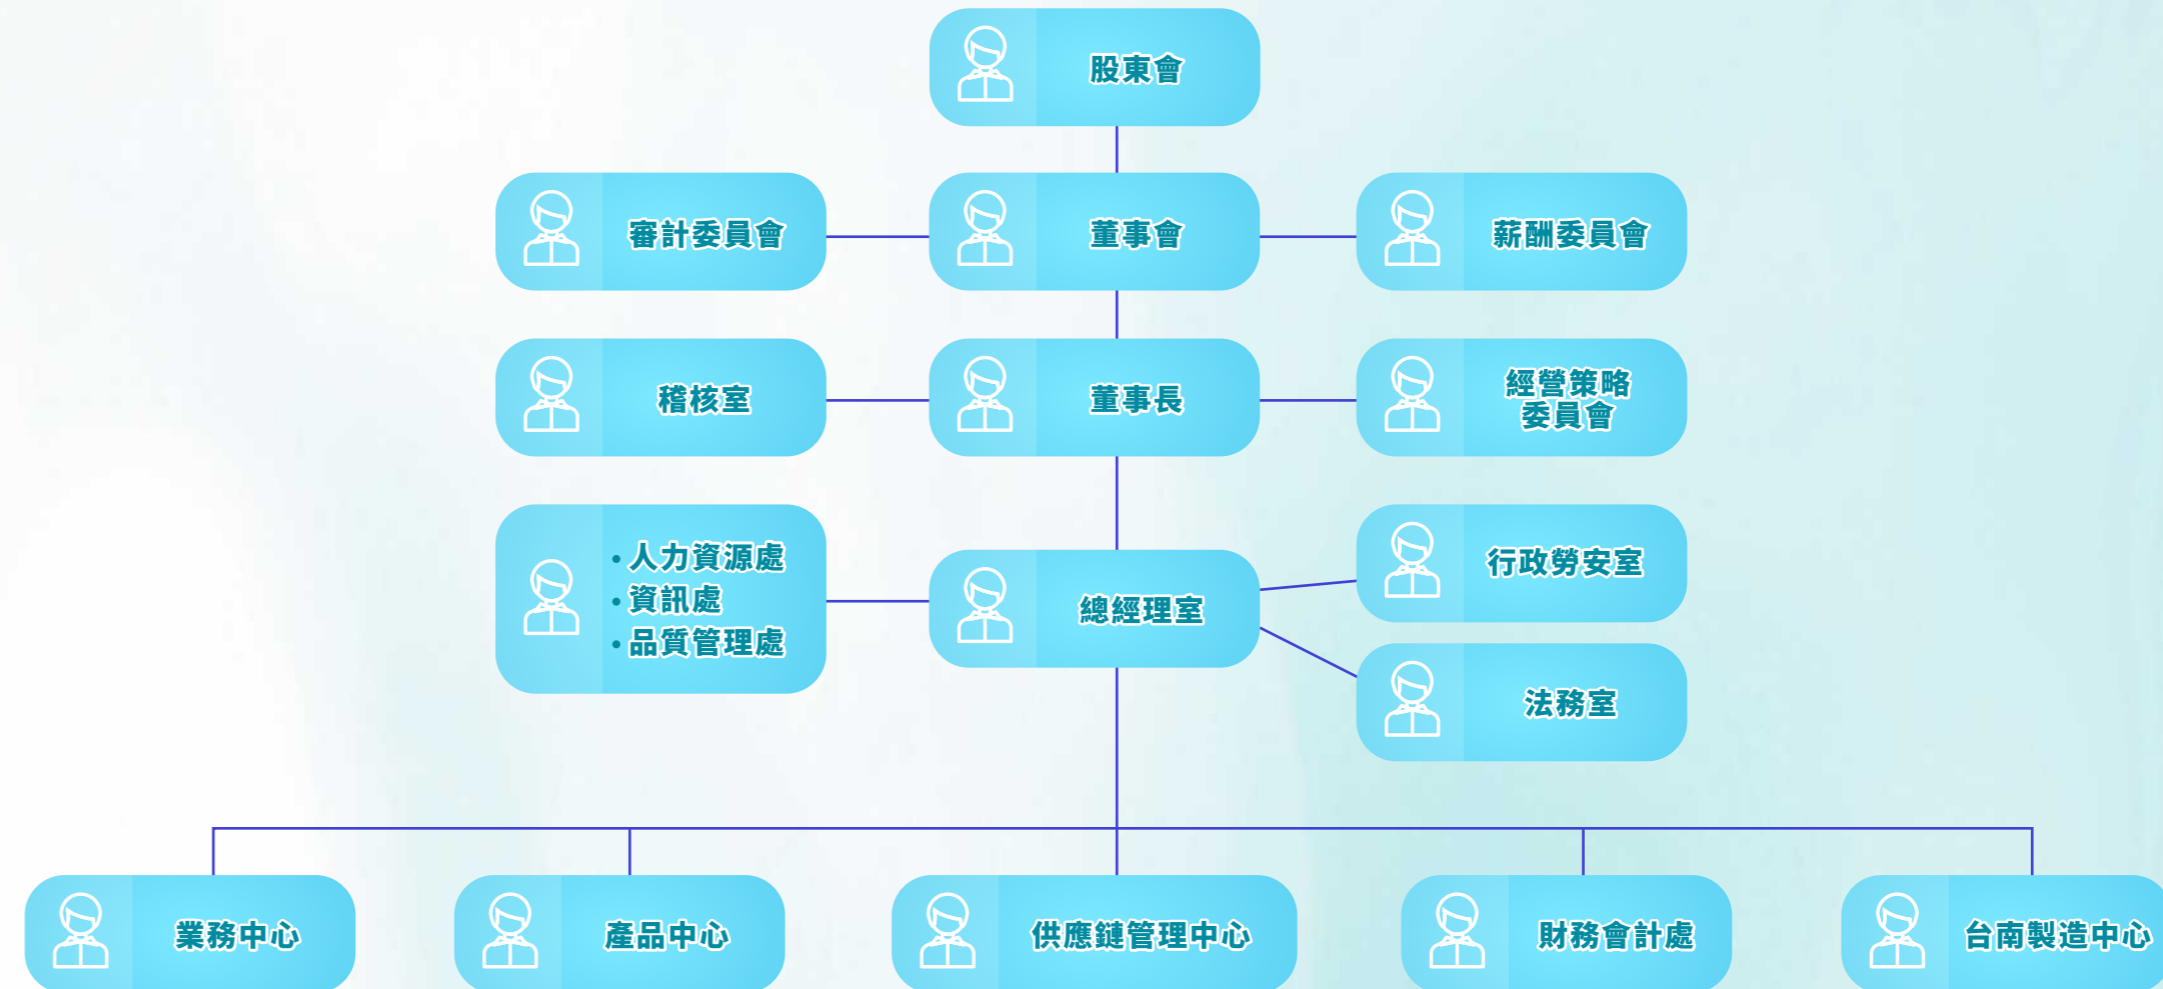 股東會
審計委員會
董事會
薪酬委員會
稽核室
董事長
經營策略
委員會
• 人力資源處
• 資訊處
• 品質管理處
總經理室
行政勞安室
法務室
業務中心
產品中心
供應鏈管理中心
財務會計處
台南製造中心